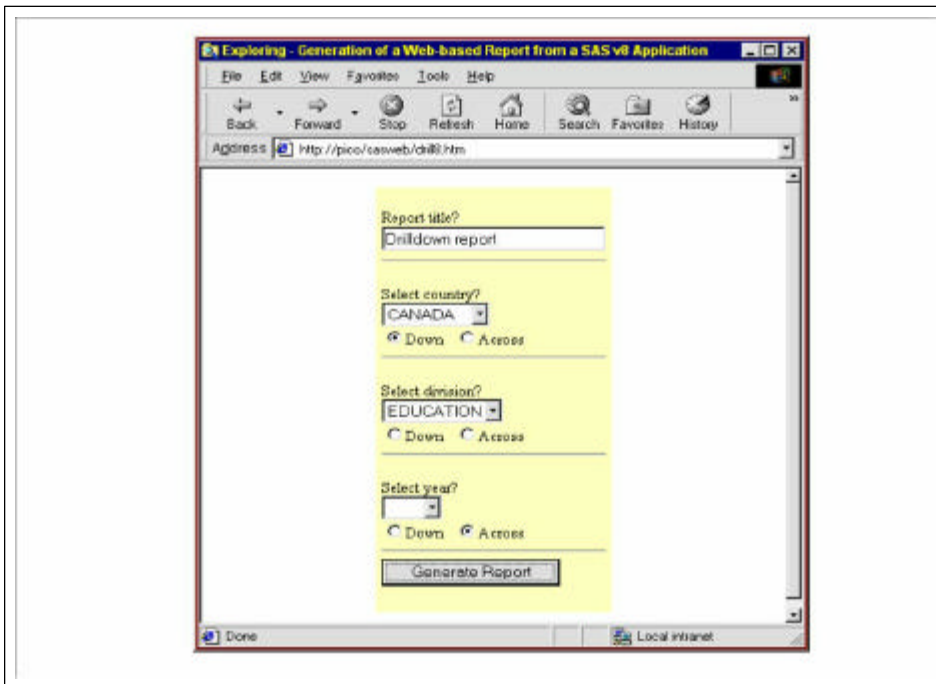 Exploring - Generation of a Web-based Report from a SAS v8 Application
File Edit View Favorites Tools Help
Back Forward Stop Refresh Home Search Favorites History
Address http://pico/sasweb/drill8.htm
Report title?
Drilldown report
Select country?
CANADA
Down Across
Select division?
EDUCATION
Down Across
Select year?
Down Across
Generate Report
Done Local intranet